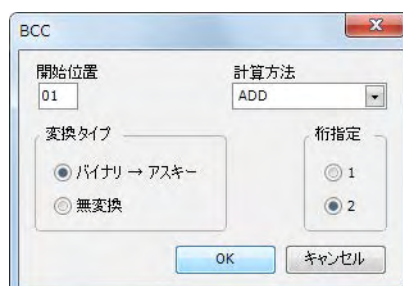 BCC
開始位置
計算方法
01
ADD
変換タイプ
桁指定
バイナリ → アスキー
1
無変換
2
OK
キャンセル